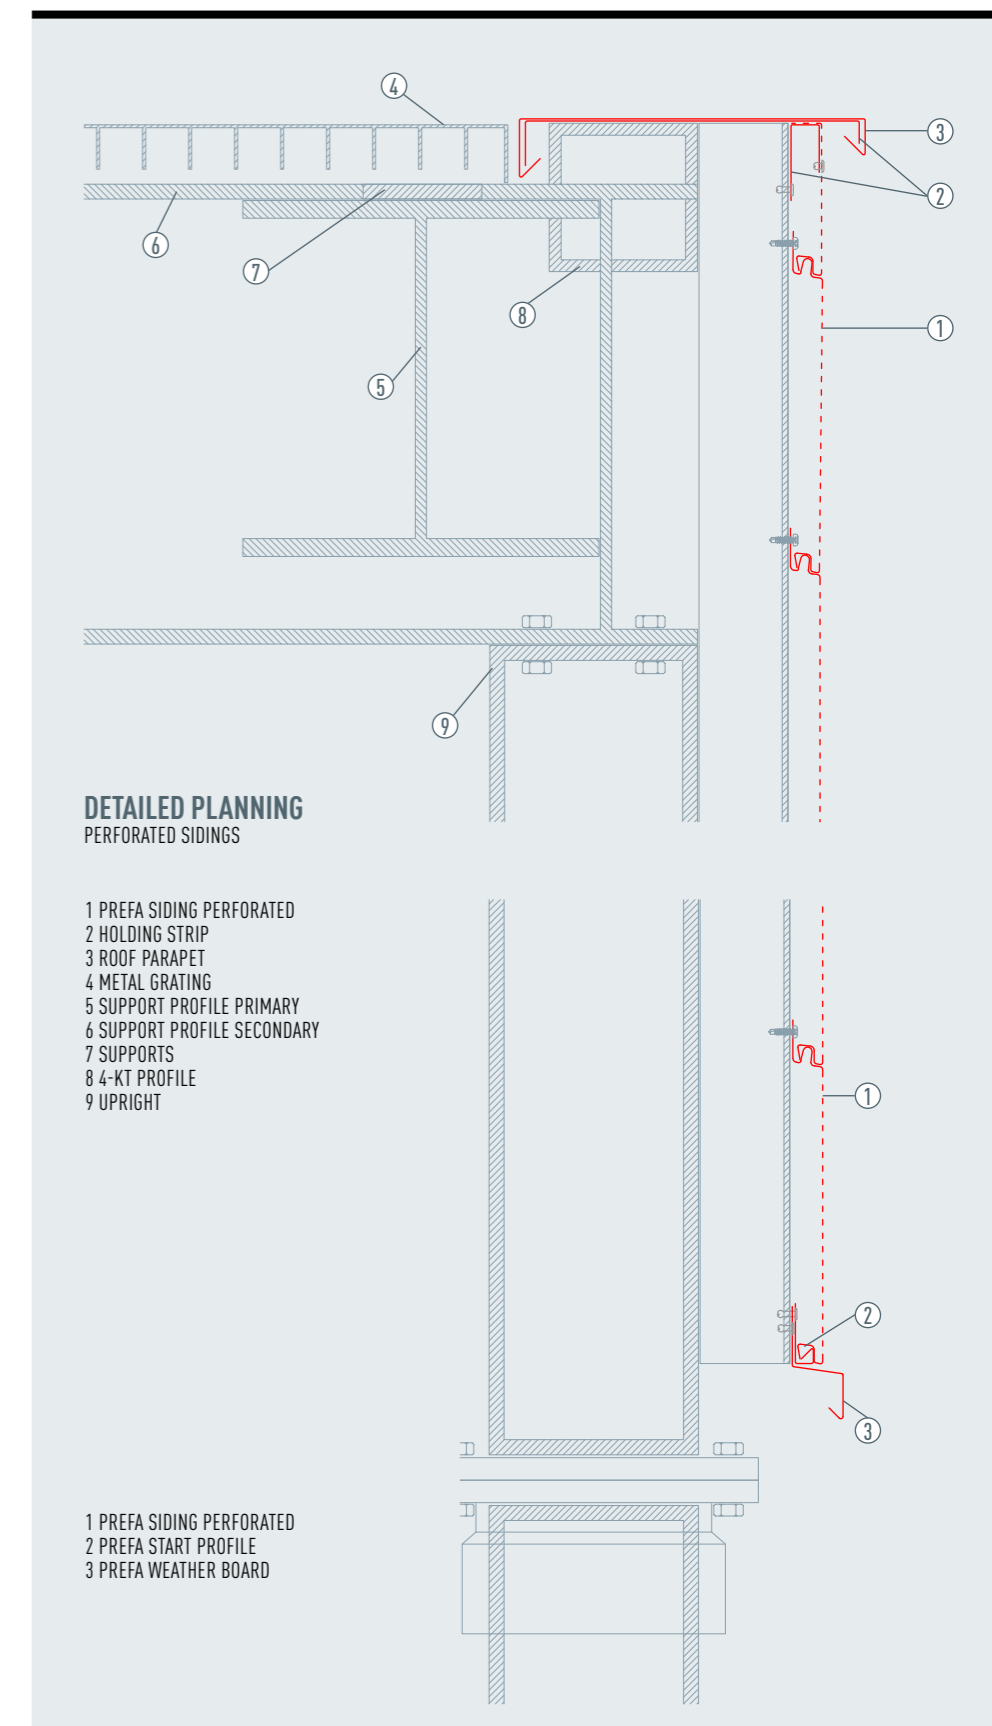 4
3
2
6
7
8
1
5
9
DETAILED PLANNING
PERFORATED SIDINGS
1 PREFA SIDING PERFORATED
2 HOLDING STRIP
3 ROOF PARAPET
4 METAL GRATING
5 SUPPORT PROFILE PRIMARY
6 SUPPORT PROFILE SECONDARY
7 SUPPORTS
8 4-KT PROFILE
9 UPRIGHT
1
2
3
1 PREFA SIDING PERFORATED
2 PREFA START PROFILE
3 PREFA WEATHER BOARD